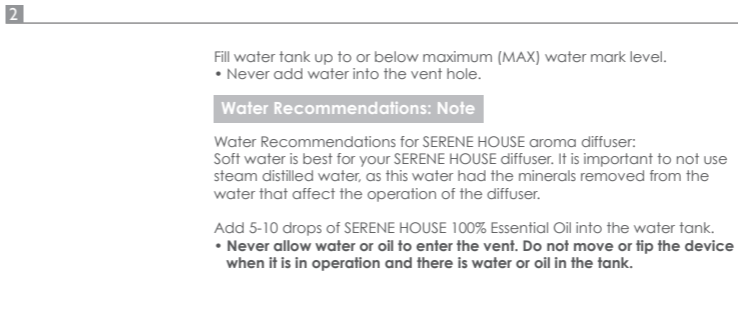 2
Fill water tank up to or below maximum (MAX) water mark level.
• Never add water into the vent hole.
Water Recommendations: Note
Water Recommendations for SERENE HOUSE aroma diffuser:
Soft water is best for your SERENE HOUSE diffuser. It is important to not use
steam distilled water, as this water had the minerals removed from the
water that affect the operation of the diffuser.
Add 5-10 drops of SERENE HOUSE 100% Essential Oil into the water tank.
• Never allow water or oil to enter the vent. Do not move or tip the device
when it is in operation and there is water or oil in the tank.